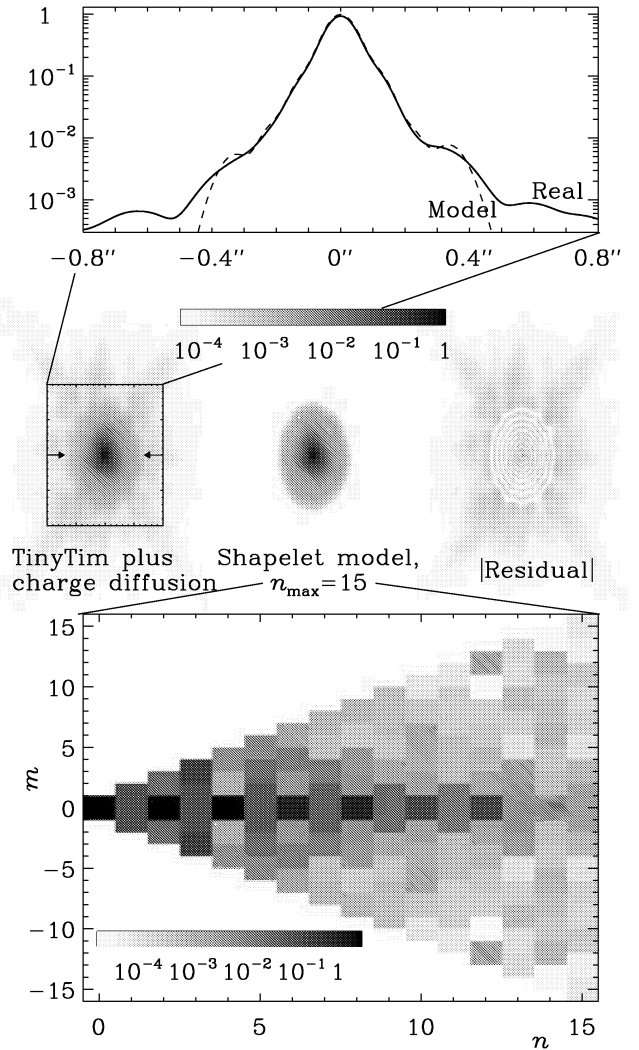 1
10⁻¹
10⁻²
10⁻³
Real
Model
−0.8″ −0.4″ 0″ 0.4″ 0.8″
10⁻⁴ 10⁻³ 10⁻² 10⁻¹ 1
TinyTim plus
charge diffusion
Shapelet model,
n_max=15
|Residual|
15
10
5
0
−5
−10
−15
m
10⁻⁴ 10⁻³ 10⁻² 10⁻¹ 1
0 5 10 15
n